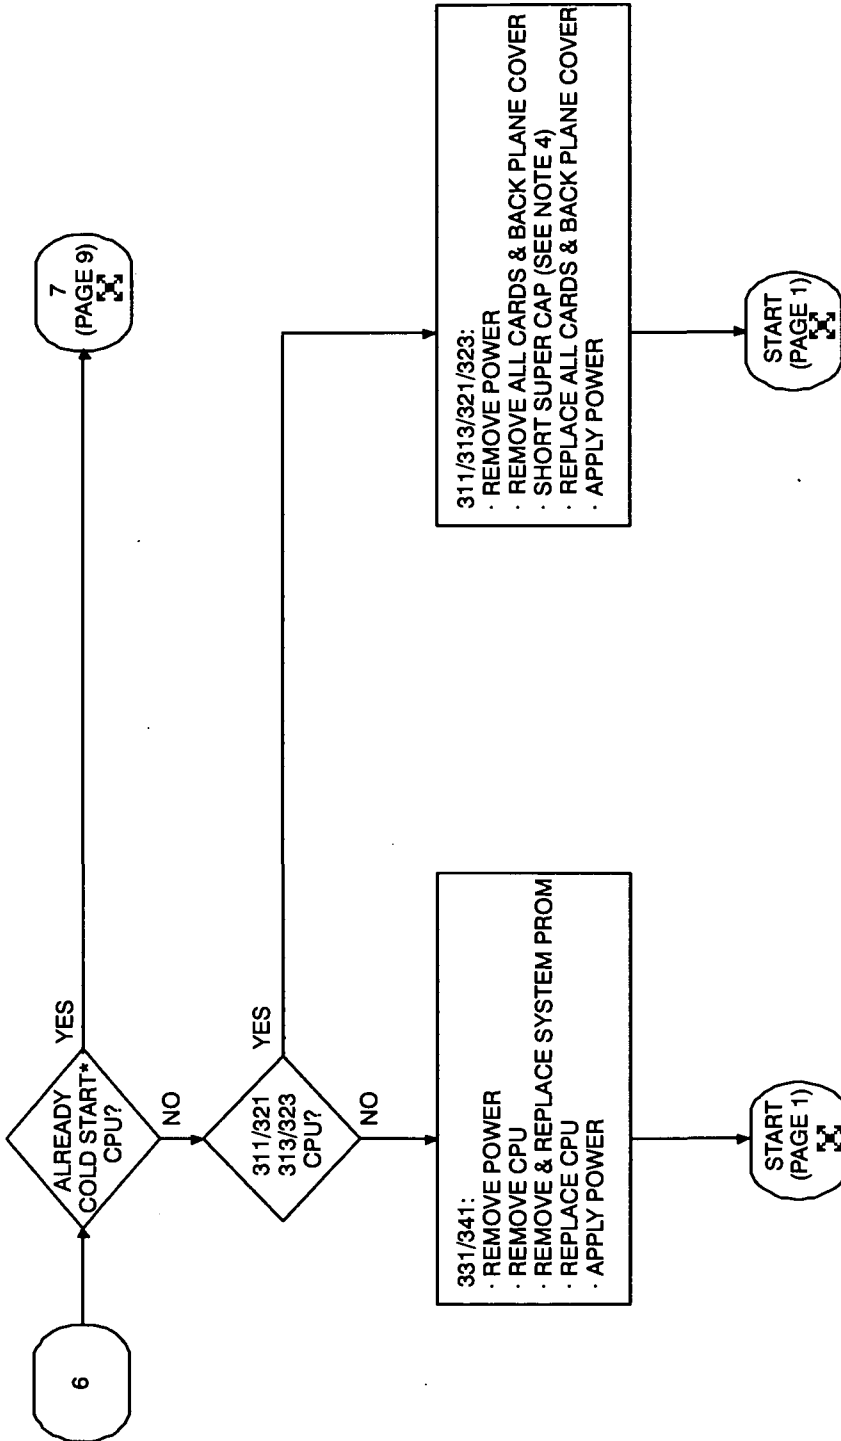 6
ALREADY
COLD START*
CPU?
YES
7
(PAGE 9)
NO
311/321
313/323
CPU?
YES
NO
331/341:
· REMOVE POWER
· REMOVE CPU
· REMOVE & REPLACE SYSTEM PROM
· REPLACE CPU
· APPLY POWER
START
(PAGE 1)
311/313/321/323:
· REMOVE POWER
· REMOVE ALL CARDS & BACK PLANE COVER
· SHORT SUPER CAP (SEE NOTE 4)
· REPLACE ALL CARDS & BACK PLANE COVER
· APPLY POWER
START
(PAGE 1)